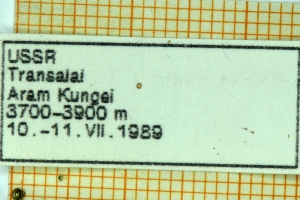 USSR
Transalai
Aram Kungei
3700-3900 m
10.-11.VII.1989